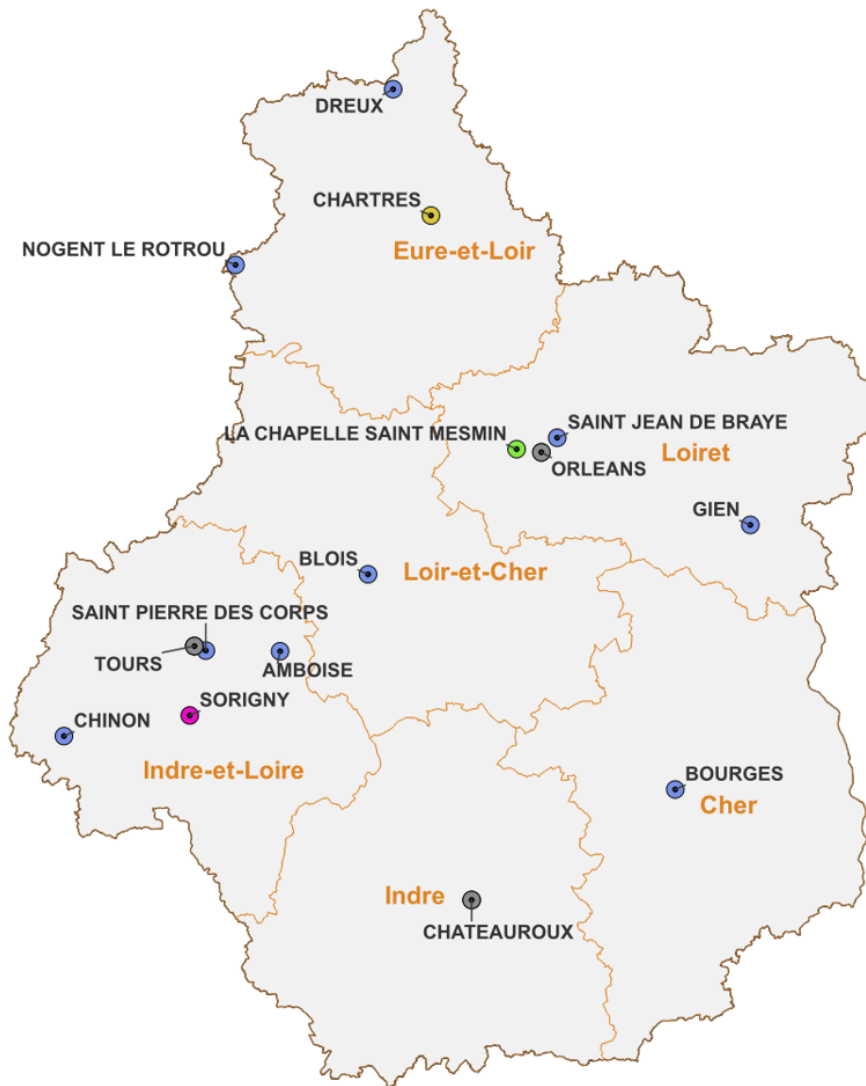 DREUX
CHARTRES
NOGENT LE ROTROU
Eure-et-Loir
SAINT JEAN DE BRAYE
LA CHAPELLE SAINT MESMIN
Loiret
ORLEANS
GIEN
BLOIS
Loir-et-Cher
SAINT PIERRE DES CORPS
TOURS
AMBOISE
SORIGNY
CHINON
Indre-et-Loire
BOURGES
Cher
Indre
CHATEAUROUX